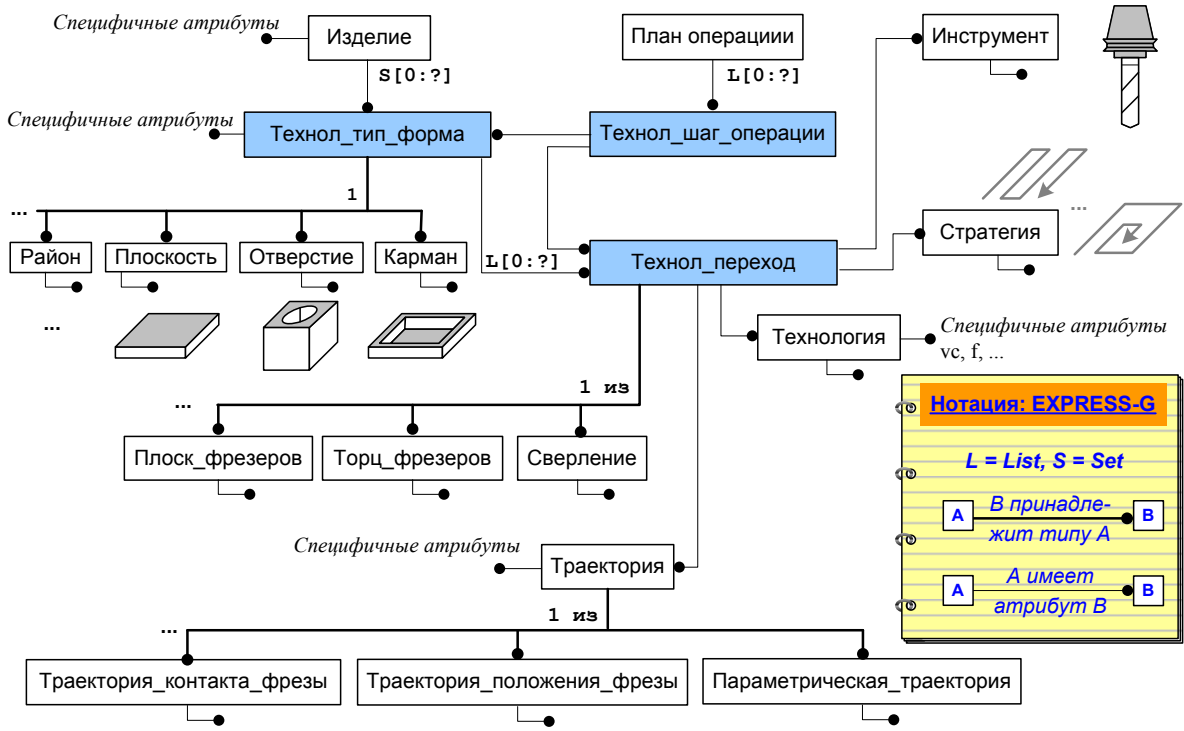 Специфичные атрибуты
Изделие
План операциии
Инструмент
S[0:?]
L[0:?]
Специфичные атрибуты
Технол_тип_форма
Технол_шаг_операции
1
...
...
Район
Плоскость
Отверстие
Карман
L[0:?]
Технол_переход
Стратегия
...
Технология
Специфичные атрибуты
vc, f, ...
1 из
...
Плоск_фрезеров
Торц_фрезеров
Сверление
Нотация: EXPRESS-G
L = List, S = Set
A
В принадле-
жит типу А
B
A
А имеет
атрибут В
B
Специфичные атрибуты
Траектория
1 из
...
Траектория_контакта_фрезы
Траектория_положения_фрезы
Параметрическая_траектория